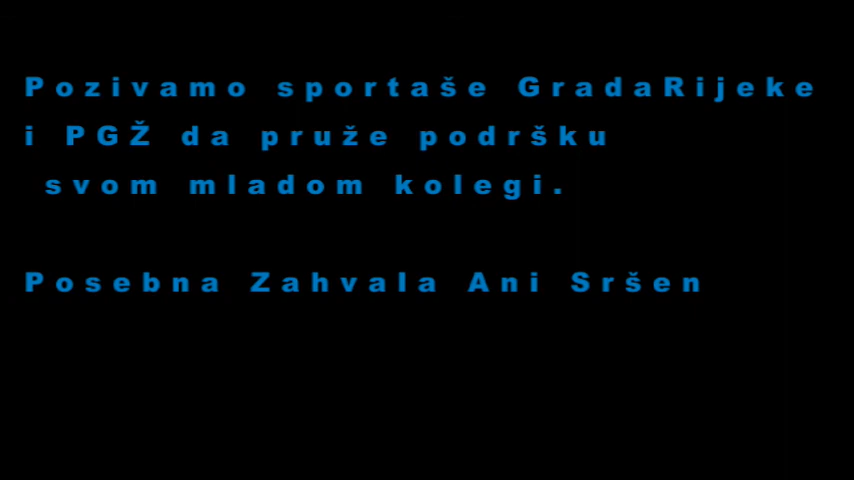 Pozivamo sportaše GradaRijeke
i PGŽ da pruže podršku
svom mladom kolegi.
Posebna Zahvala Ani Sršen